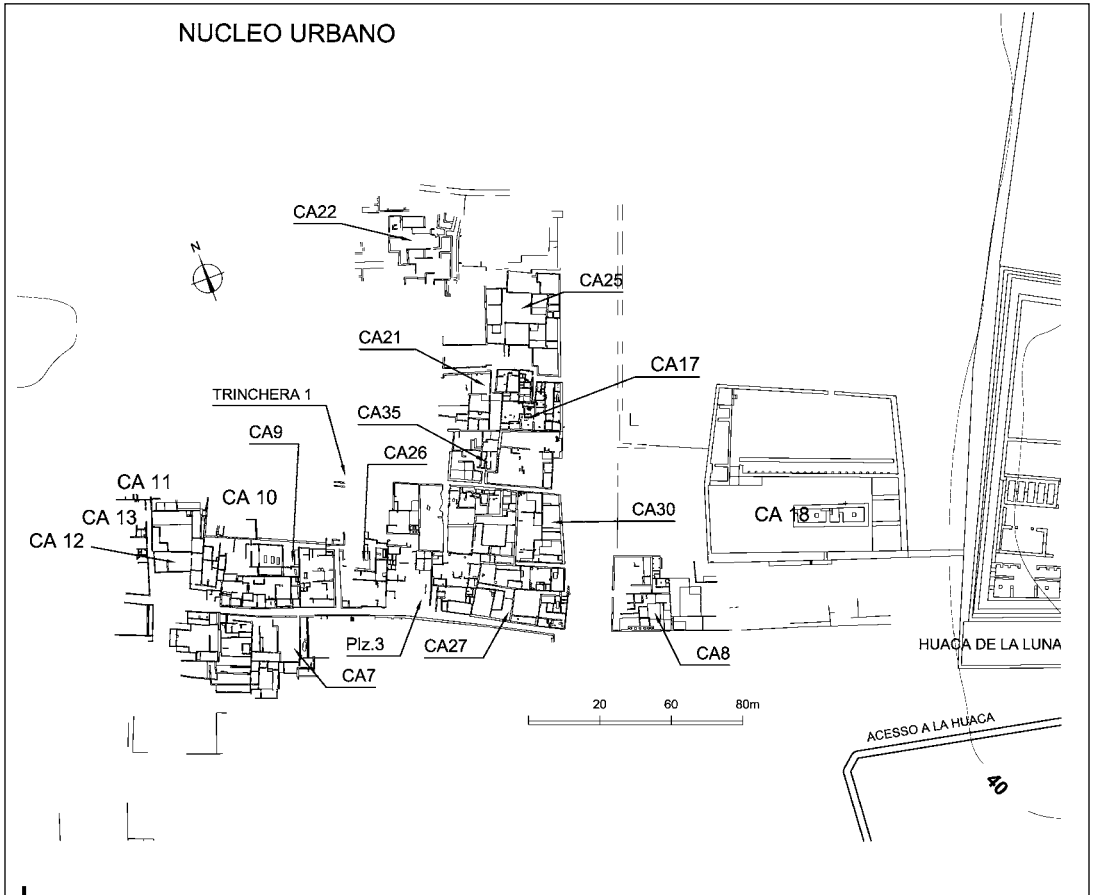 NUCLEO URBANO
CA22
N
CA25
CA21
CA17
TRINCHERA 1
CA35
CA9
CA26
CA 11
CA 10
CA 13
CA30
CA 18
CA 12
Plz.3
CA27
CA8
HUACA DE LA LUNA
CA7
20 60 80m
ACESSO A LA HUACA
40